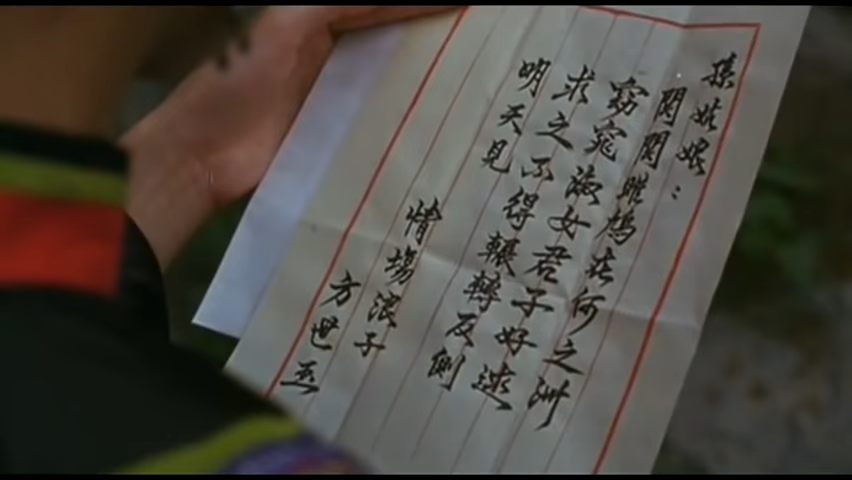 孫姑娘：
關關雎鳩在何之洲
窈窕淑女君子好逑
求之不得輾轉反側
明天見
情場浪子
方世玉